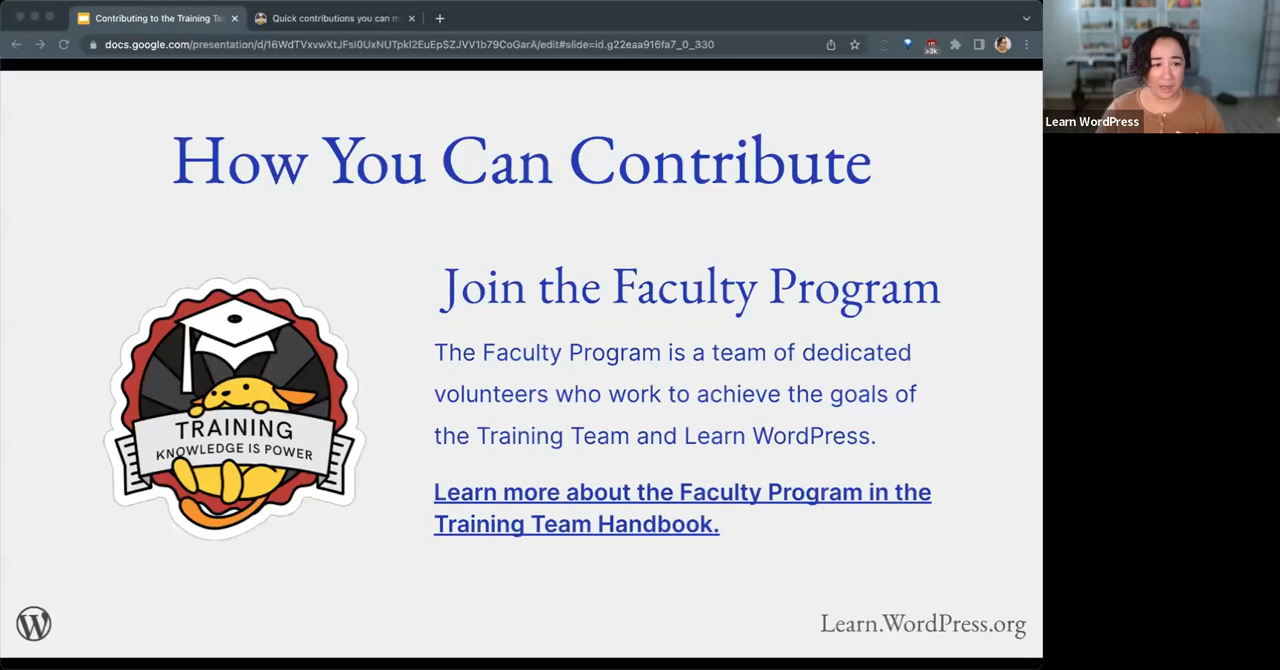 Contributing to the Training Te
Quick contributions you can m
docs.google.com/presentation/d/16WdTVxvwXtJFsI0UxNUTpkI2EuEpSZJVV1b79CoGarA/edit#slide=id.g22eaa916fa7_0_330
>3k
Learn WordPress
How You Can Contribute
Join the Faculty Program
The Faculty Program is a team of dedicated
volunteers who work to achieve the goals of
the Training Team and Learn WordPress.
Learn more about the Faculty Program in the
Training Team Handbook.
TRAINING
KNOWLEDGE IS POWER
Learn.WordPress.org